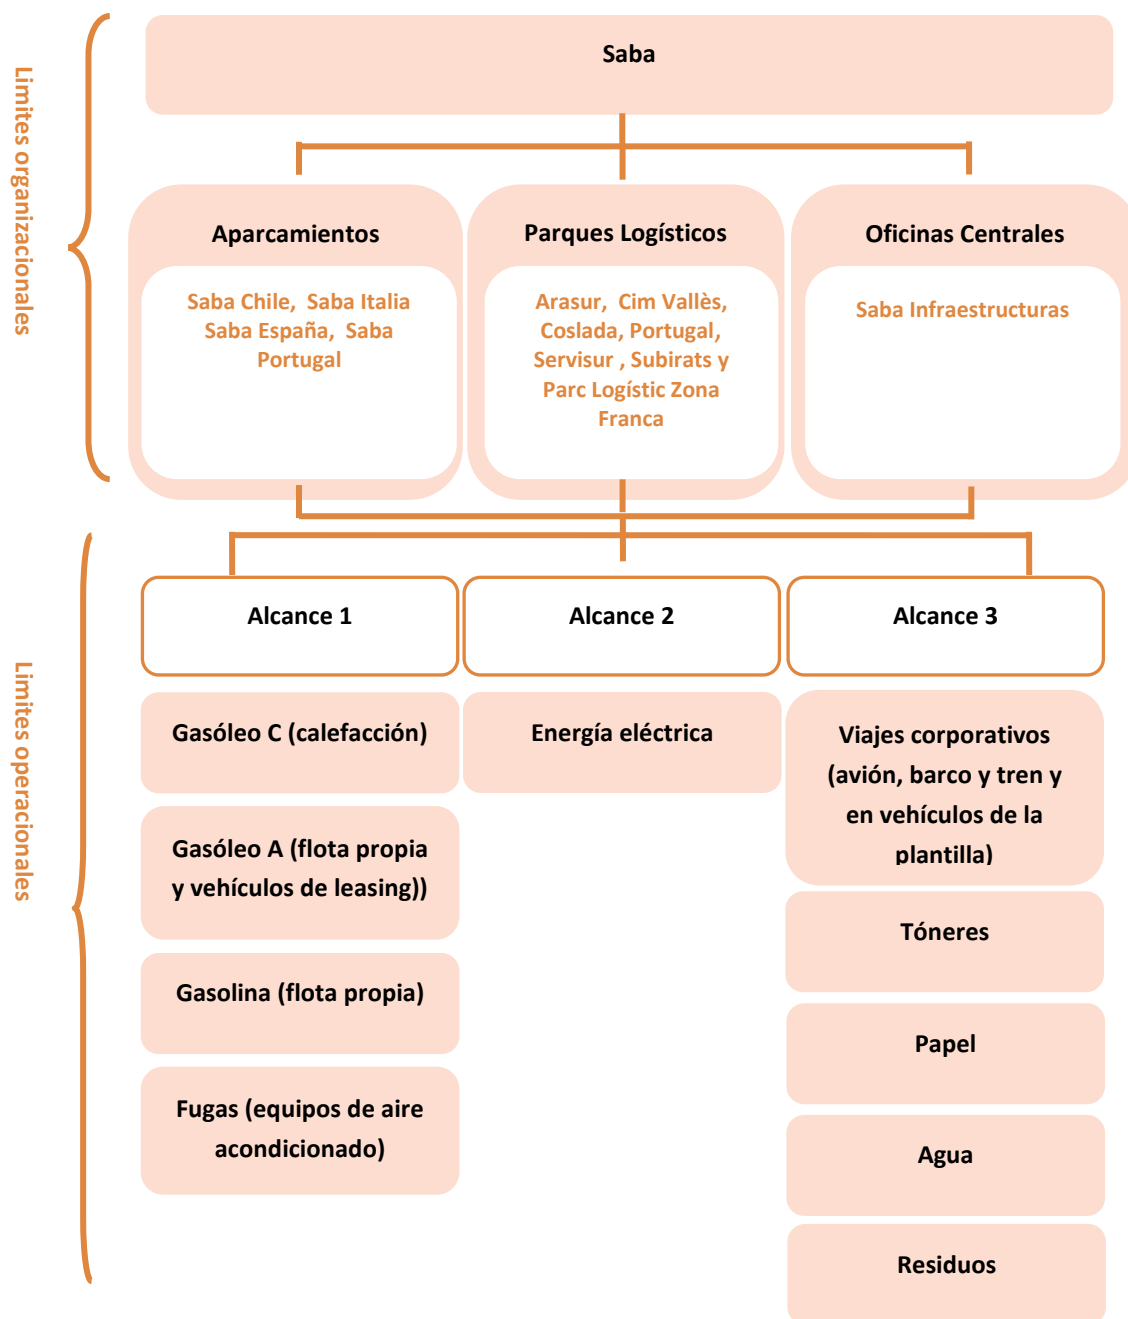 Limites organizacionales
Saba
Aparcamientos
Saba Chile, Saba Italia
Saba España, Saba
Portugal
Parques Logísticos
Arasur, Cim Vallès,
Coslada, Portugal,
Servisur , Subirats y
Parc Logístic Zona
Franca
Oficinas Centrales
Saba Infraestructuras
Limites operacionales
Alcance 1
Gasóleo C (calefacción)
Gasóleo A (flota propia
y vehículos de leasing))
Gasolina (flota propia)
Fugas (equipos de aire
acondicionado)
Alcance 2
Energía eléctrica
Alcance 3
Viajes corporativos
(avión, barco y tren y
en vehículos de la
plantilla)
Tóneres
Papel
Agua
Residuos